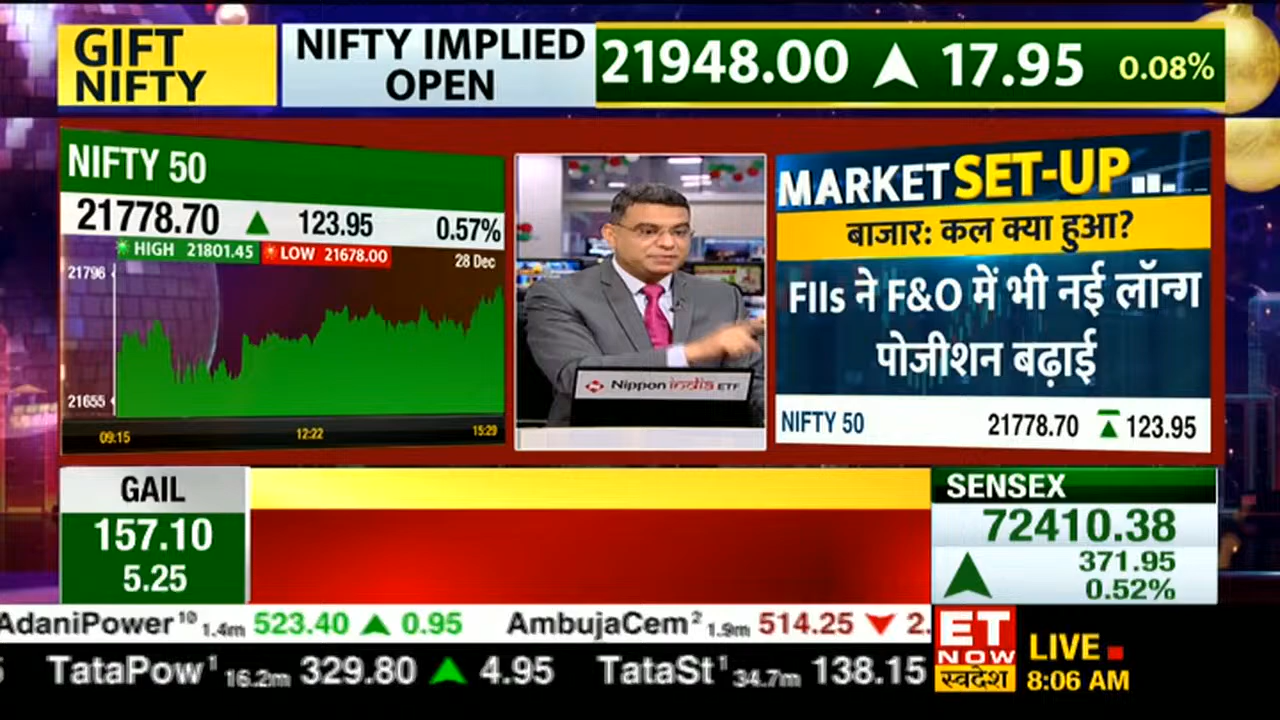 GIFT
NIFTY
NIFTY IMPLIED
OPEN
21948.00 ▲ 17.95 0.08%
NIFTY 50
21778.70 ▲ 123.95 0.57%
HIGH 21801.45 LOW 21678.00
28 Dec
21796
21655
09:15 12:22 15:29
Nippon india ETF
MARKET SET-UP
बाजार: कल क्या हुआ?
FIIs ने F&O में भी नई लॉन्ग
पोजीशन बढ़ाई
NIFTY 50 21778.70 ▲ 123.95
GAIL
157.10
5.25
SENSEX
72410.38
▲ 371.95
0.52%
AdaniPower 10 1.4m 523.40 ▲ 0.95 AmbujaCem 2 1.9m 514.25 ▼ 2.
TataPow 1 16.2m 329.80 ▲ 4.95 TataSt 1 34.7m 138.15
ET
NOW
स्वदेश
LIVE
8:06 AM